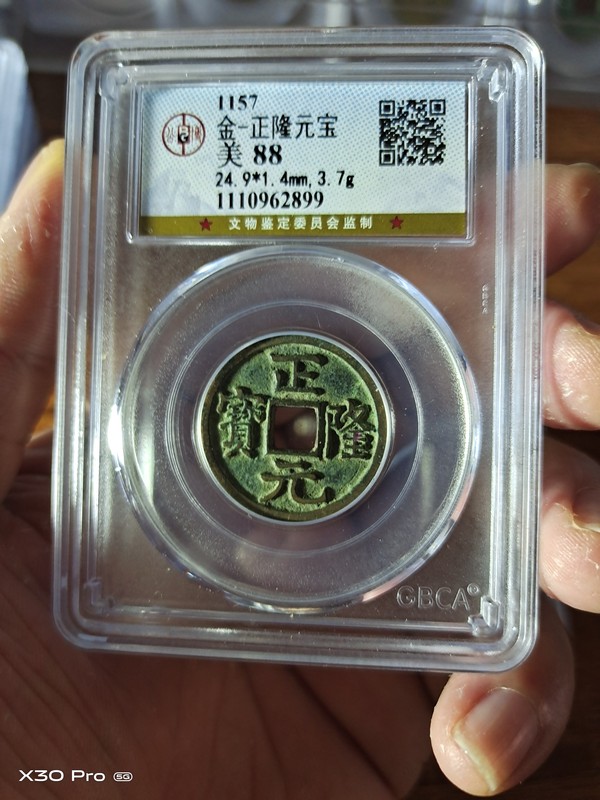 1157
金-正隆元宝
美 88
24.9*1.4mm,3.7g
1110962899
★ 文物鉴定委员会监制 ★
正
隆
元
寶
GBCA®
X30 Pro 5G